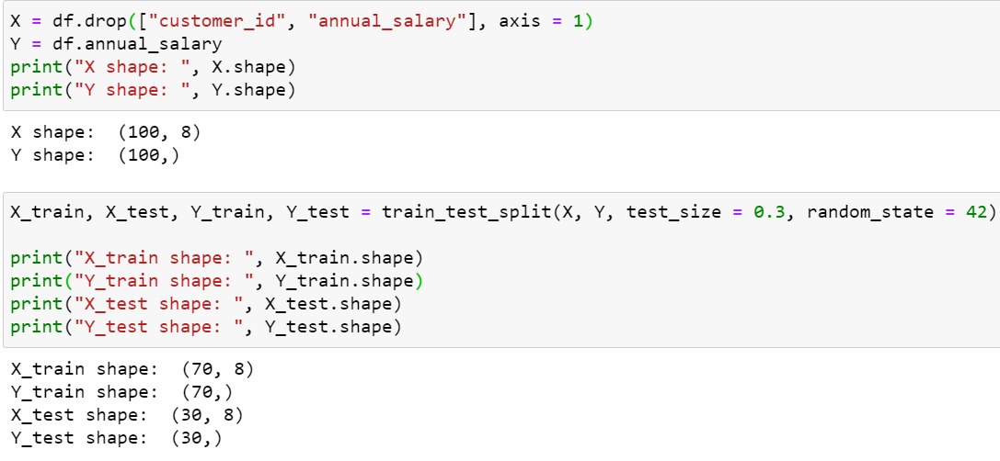 X = df.drop(["customer_id", "annual_salary"], axis = 1)
Y = df.annual_salary
print("X shape: ", X.shape)
print("Y shape: ", Y.shape)
X shape:  (100, 8)
Y shape:  (100,)
X_train, X_test, Y_train, Y_test = train_test_split(X, Y, test_size = 0.3, random_state = 42)
print("X_train shape: ", X_train.shape)
print("Y_train shape: ", Y_train.shape)
print("X_test shape: ", X_test.shape)
print("Y_test shape: ", Y_test.shape)
X_train shape:  (70, 8)
Y_train shape:  (70,)
X_test shape:  (30, 8)
Y_test shape:  (30,)